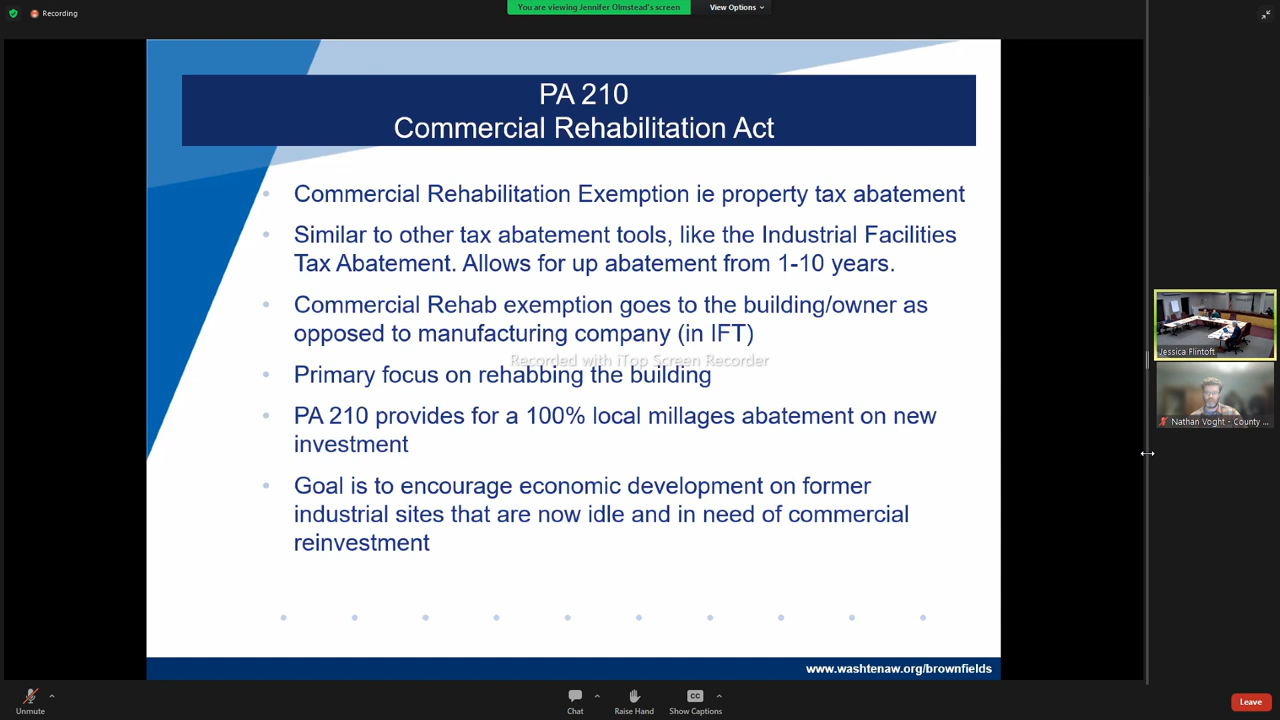 Recording
You are viewing Jennifer Olmstead's screen
View Options
PA 210
Commercial Rehabilitation Act
Commercial Rehabilitation Exemption ie property tax abatement
Similar to other tax abatement tools, like the Industrial Facilities
Tax Abatement. Allows for up abatement from 1-10 years.
Commercial Rehab exemption goes to the building/owner as
opposed to manufacturing company (in IFT)
Recorded with iTop Screen Recorder
Primary focus on rehabbing the building
PA 210 provides for a 100% local millages abatement on new
investment
Goal is to encourage economic development on former
industrial sites that are now idle and in need of commercial
reinvestment
www.washtenaw.org/brownfields
Jessica Flintoft
Nathan Voght - County ...
Unmute
Chat
Raise Hand
CC
Show Captions
Leave